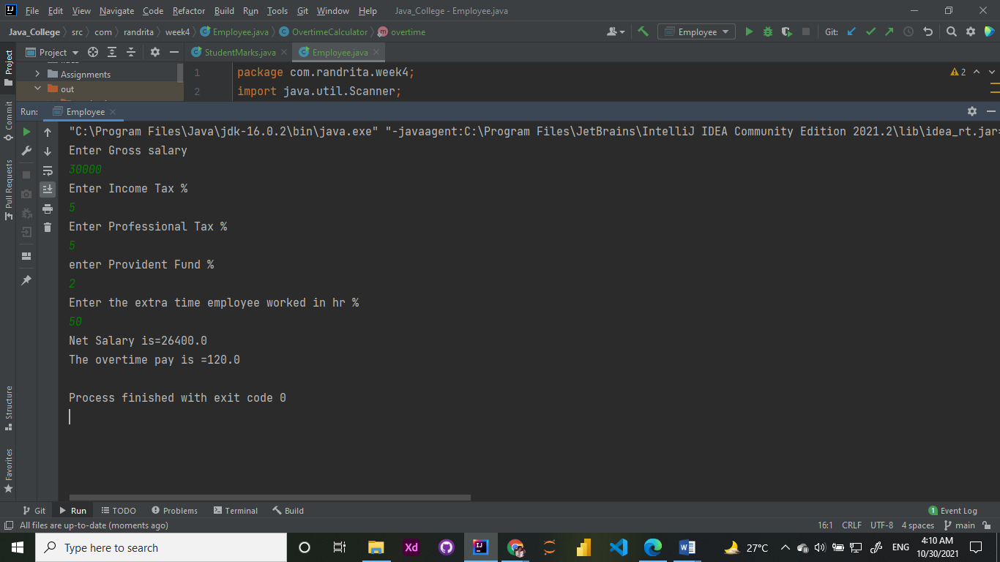 File Edit View Navigate Code Refactor Build Run Tools Git Window Help Java_College - Employee.java
Java_College src com randrita week4 Employee.java OvertimeCalculator overtime Employee Git:
Project StudentMarks.java Employee.java
Assignments
out
1 package com.randrita.week4; 2
2 import java.util.Scanner;
Run: Employee
"C:\Program Files\Java\jdk-16.0.2\bin\java.exe" "-javaagent:C:\Program Files\JetBrains\IntelliJ IDEA Community Edition 2021.2\lib\idea_rt.jar=
Enter Gross salary
30000
Enter Income Tax %
5
Enter Professional Tax %
5
enter Provident Fund %
2
Enter the extra time employee worked in hr %
50
Net Salary is=26400.0
The overtime pay is =120.0
Process finished with exit code 0
Project
Commit
Pull Requests
Structure
Favorites
Git Run TODO Problems Terminal Build 1 Event Log
All files are up-to-date (moments ago) 16:1 CRLF UTF-8 4 spaces main
Type here to search Xd 27°C ENG 4:10 AM
10/30/2021